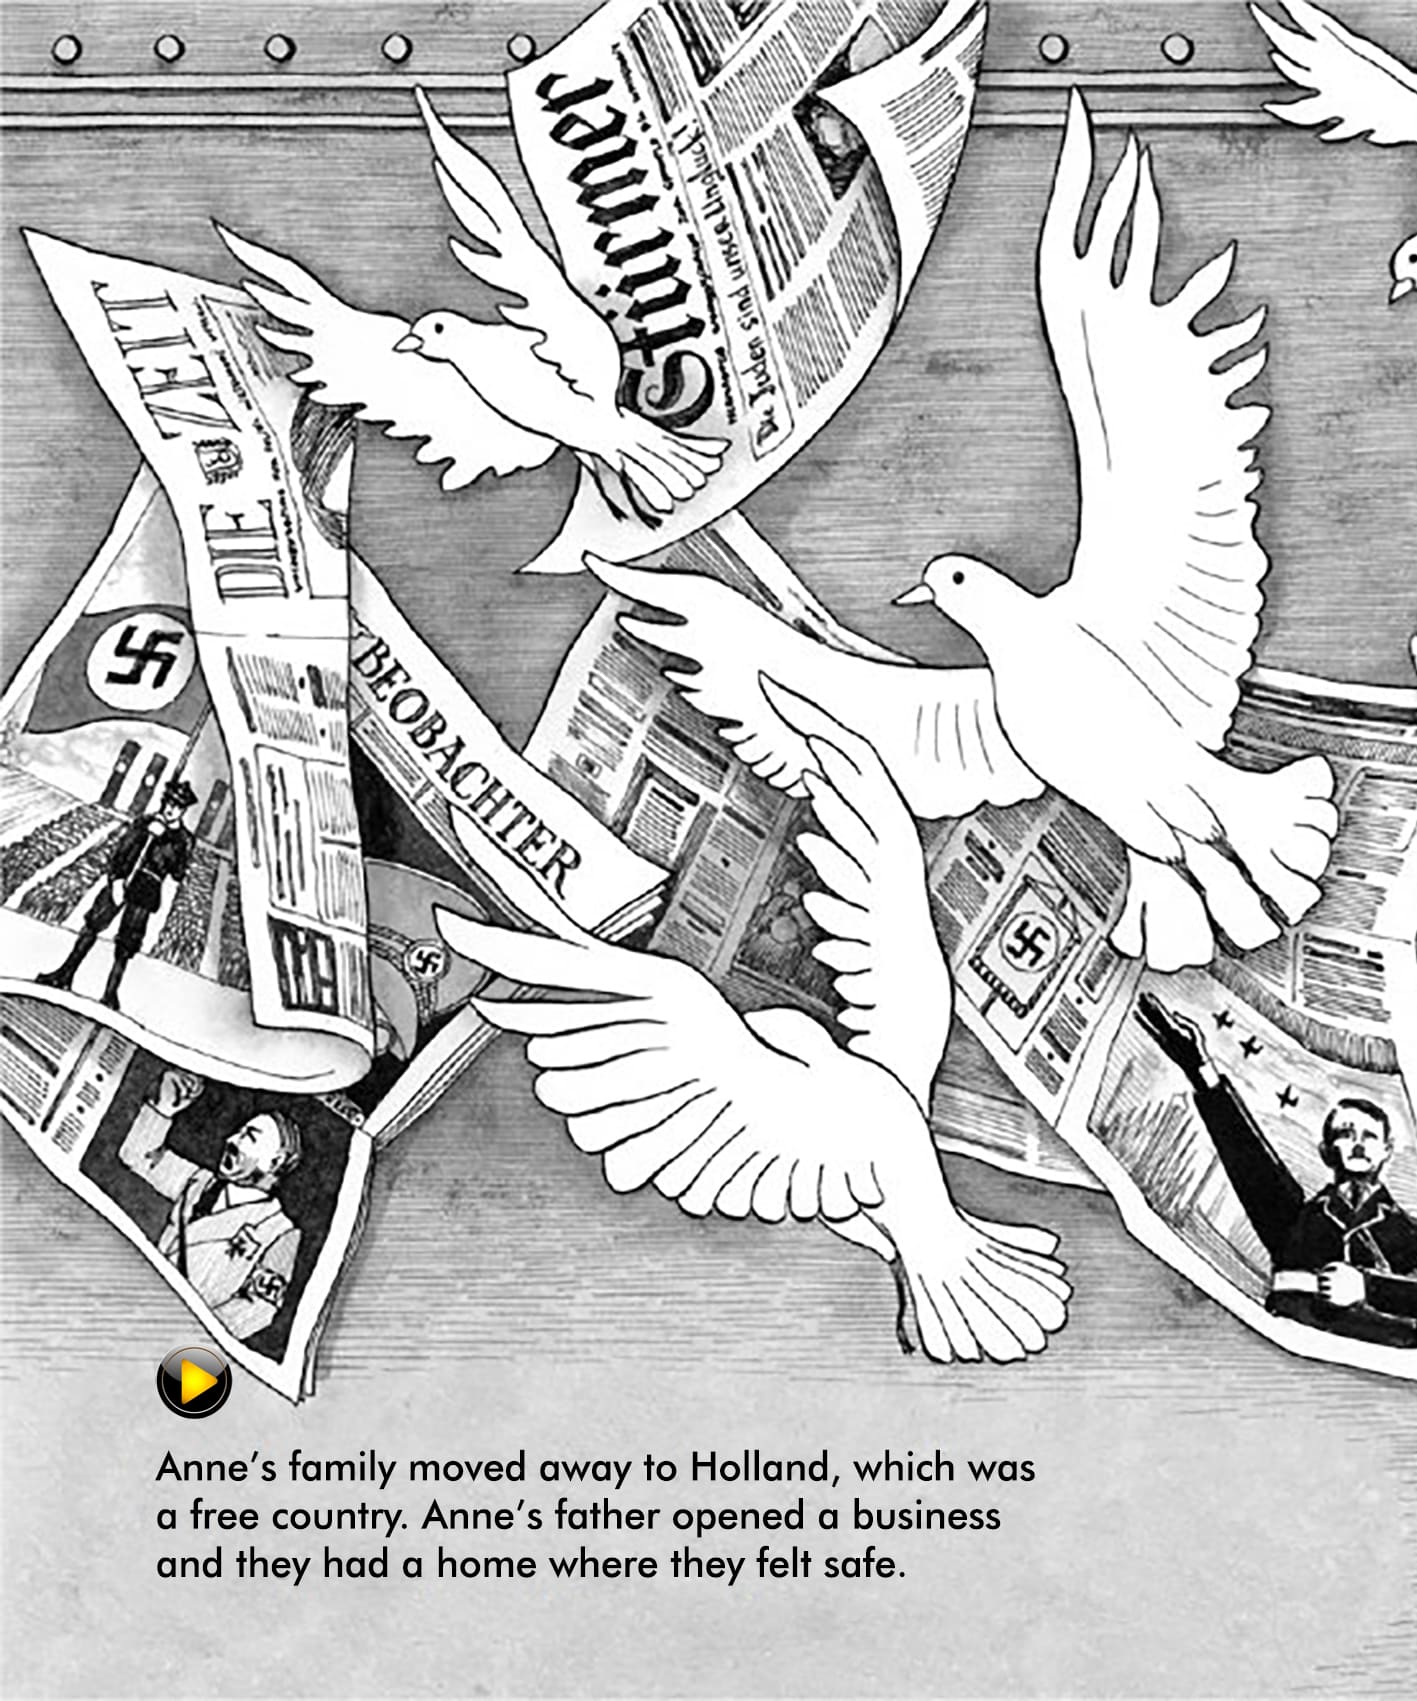 Stürmer
Die Juden sind unser Unglück!
DIE ZEIT
BEOBACHTER
Anne's family moved away to Holland, which was
a free country. Anne's father opened a business
and they had a home where they felt safe.